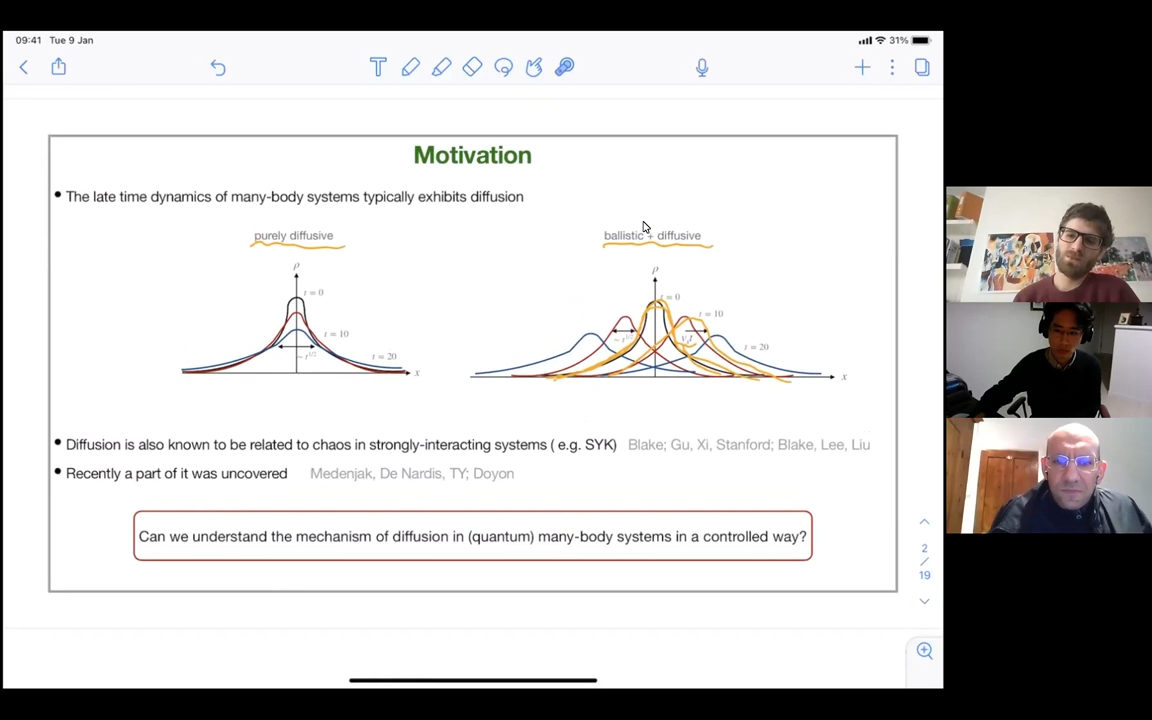 09:41 Tue 9 Jan
31%
Motivation
• The late time dynamics of many-body systems typically exhibits diffusion
purely diffusive
ballistic + diffusive
ρ
t = 0
t = 10
t = 20
~ t^1/2
x
ρ
t = 0
t = 10
t = 20
x
• Diffusion is also known to be related to chaos in strongly-interacting systems ( e.g. SYK) Blake; Gu, Xi, Stanford; Blake, Lee, Liu
• Recently a part of it was uncovered Medenjak, De Nardis, TY; Doyon
Can we understand the mechanism of diffusion in (quantum) many-body systems in a controlled way?
2
/
19